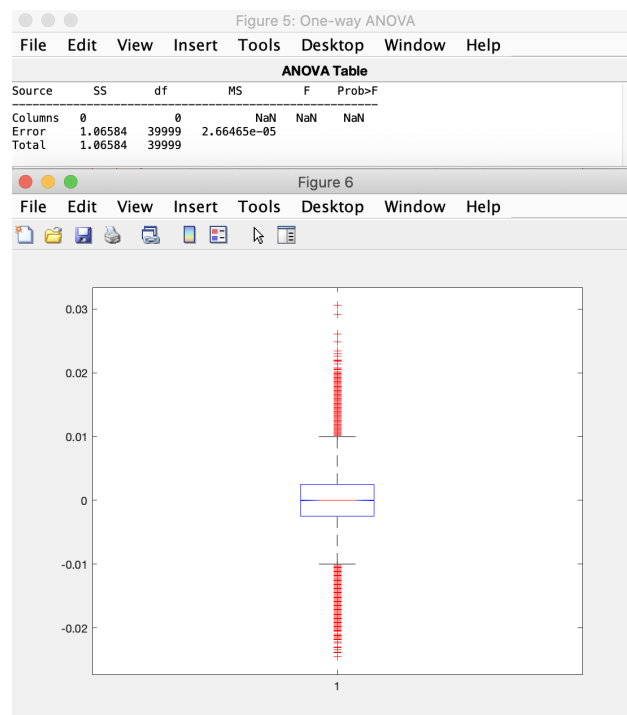 Figure 5: One-way ANOVA
File Edit View Insert Tools Desktop Window Help
ANOVA Table
Source SS df MS F Prob>F
Columns 0 0 NaN NaN NaN
Error 1.06584 39999 2.66465e-05
Total 1.06584 39999
Figure 6
File Edit View Insert Tools Desktop Window Help
0.03
0.02
0.01
0
-0.01
-0.02
1